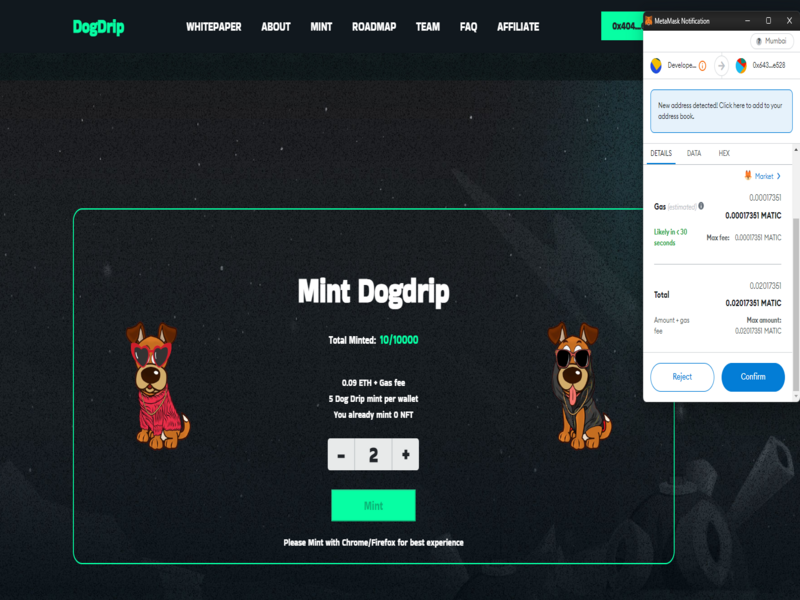 DogDrip
WHITEPAPER ABOUT MINT ROADMAP TEAM FAQ AFFILIATE
0x404...
Mint Dogdrip
Total Minted: 10/10000
0.09 ETH + Gas fee
5 Dog Drip mint per wallet
You already mint 0 NFT
- 2 +
Mint
Please Mint with Chrome/Firefox for best experience
MetaMask Notification
Mumbai
Develope... 0x643...e528
New address detected! Click here to add to your
address book.
DETAILS DATA HEX
Market >
0.00017351
Gas (estimated) 0.00017351 MATIC
Likely in < 30
seconds
Max fee: 0.00017351 MATIC
0.02017351
Total 0.02017351 MATIC
Amount + gas
fee
Max amount:
0.02017351 MATIC
Reject Confirm